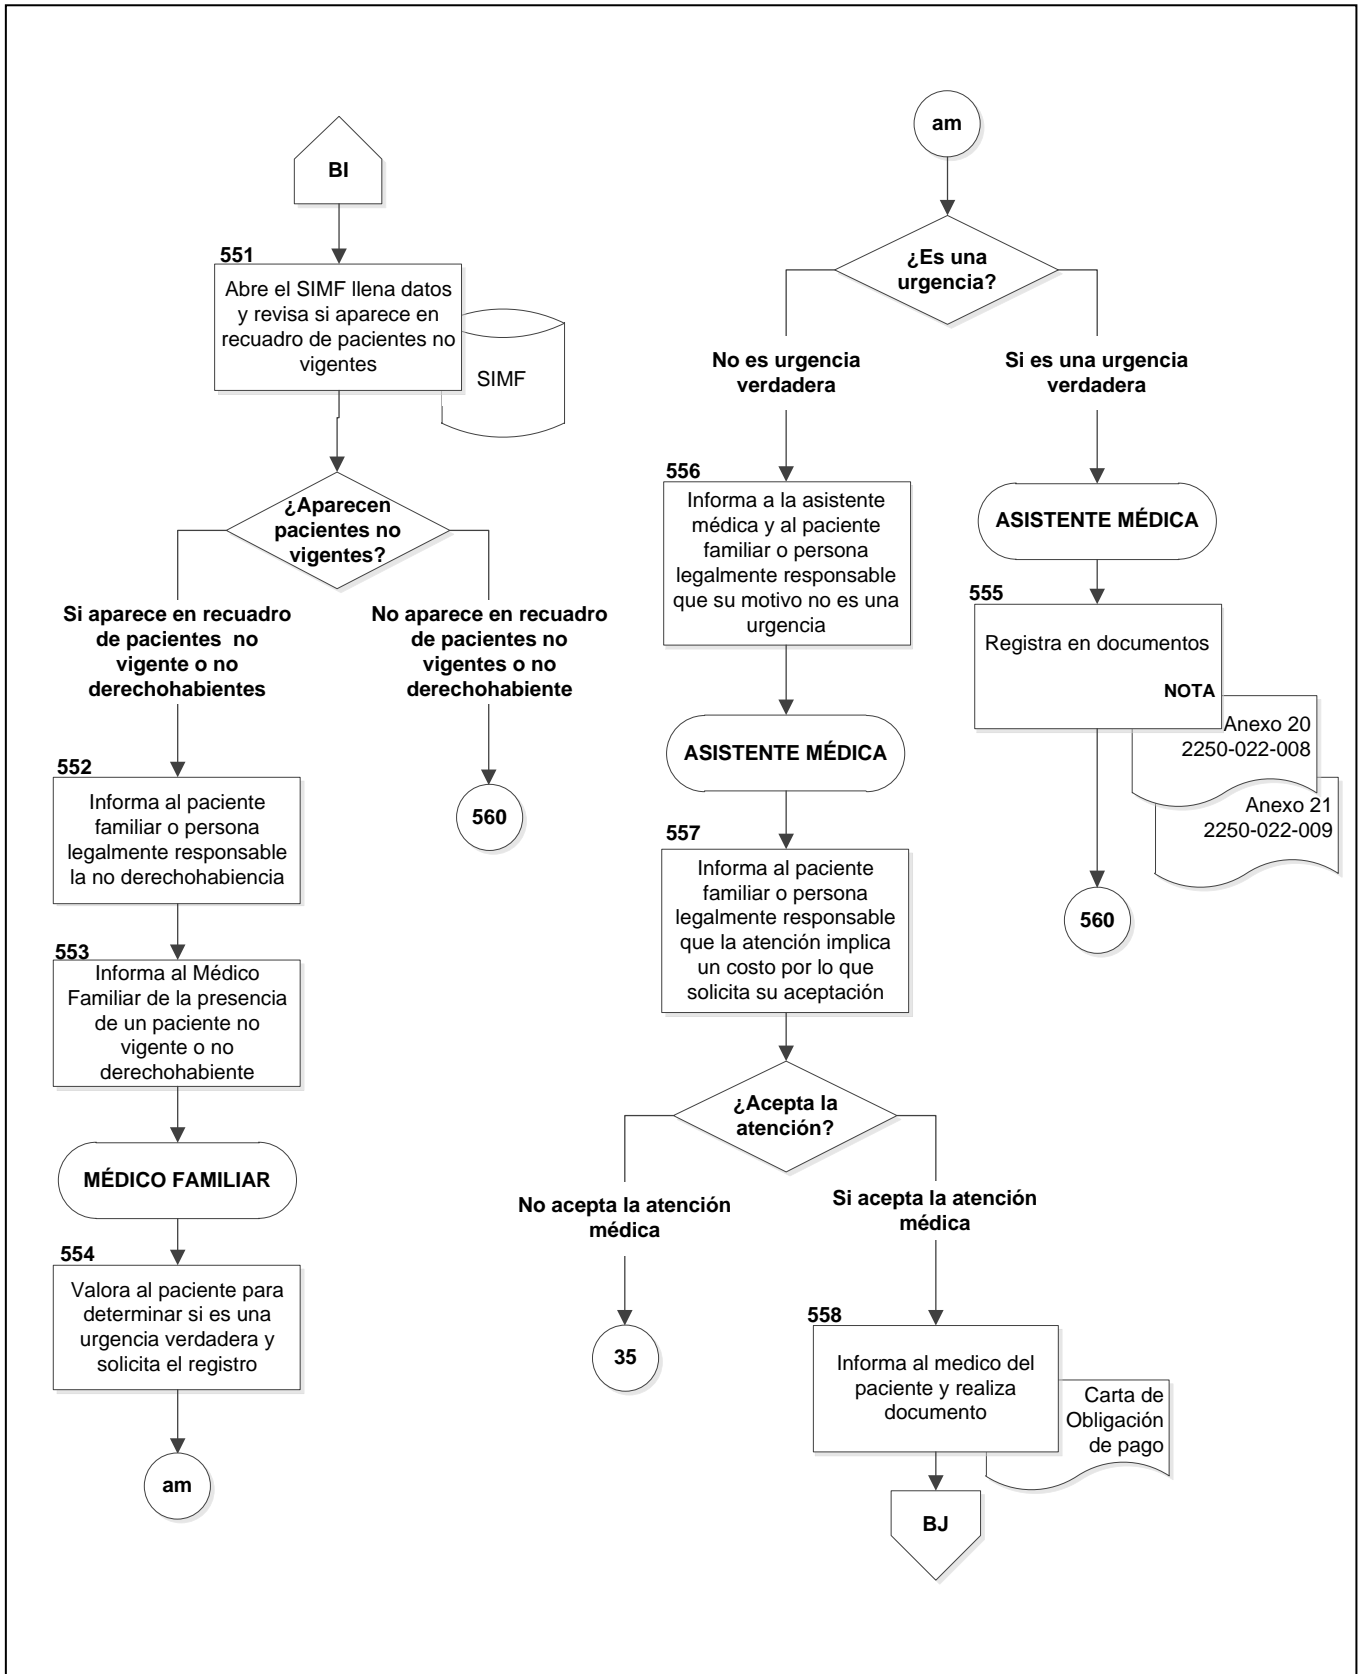 BI
551
Abre el SIMF llena datos
y revisa si aparece en
recuadro de pacientes no
vigentes
SIMF
¿Aparecen
pacientes no
vigentes?
Si aparece en recuadro
de pacientes no
vigente o no
derechohabientes
No aparece en recuadro
de pacientes no
vigentes o no
derechohabiente
552
Informa al paciente
familiar o persona
legalmente responsable
la no derechohabiencia
560
553
Informa al Médico
Familiar de la presencia
de un paciente no
vigente o no
derechohabiente
MÉDICO FAMILIAR
554
Valora al paciente para
determinar si es una
urgencia verdadera y
solicita el registro
am
am
¿Es una
urgencia?
No es urgencia
verdadera
Si es una urgencia
verdadera
556
Informa a la asistente
médica y al paciente
familiar o persona
legalmente responsable
que su motivo no es una
urgencia
ASISTENTE MÉDICA
555
Registra en documentos
NOTA
Anexo 20
2250-022-008
Anexo 21
2250-022-009
560
ASISTENTE MÉDICA
557
Informa al paciente
familiar o persona
legalmente responsable
que la atención implica
un costo por lo que
solicita su aceptación
¿Acepta la
atención?
No acepta la atención
médica
Si acepta la atención
médica
35
558
Informa al medico del
paciente y realiza
documento
Carta de
Obligación
de pago
BJ